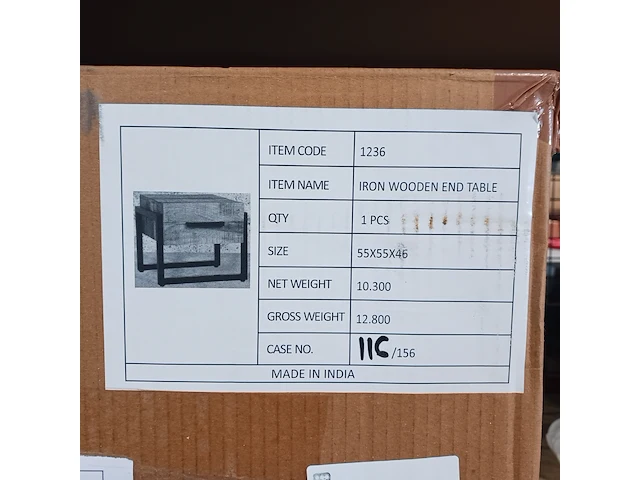 ITEM CODE 1236
ITEM NAME IRON WOODEN END TABLE
QTY 1 PCS
SIZE 55X55X46
NET WEIGHT 10.300
GROSS WEIGHT 12.800
CASE NO. 116/156
MADE IN INDIA